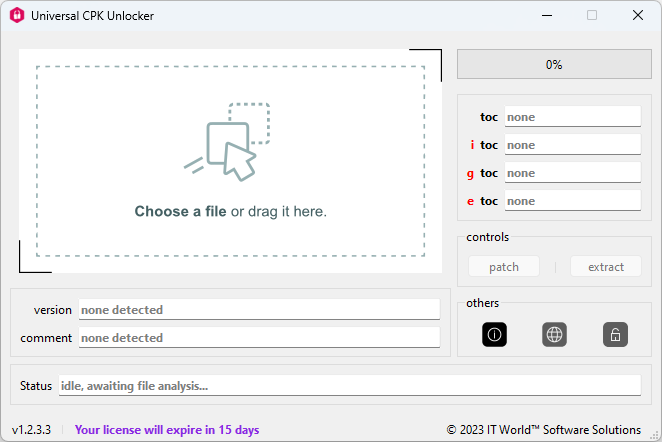 Universal CPK Unlocker
Choose a file or drag it here.
0%
toc none
i toc none
g toc none
e toc none
controls
patch | extract
version none detected
comment none detected
others
Status idle, awaiting file analysis...
v1.2.3.3 Your license will expire in 15 days © 2023 IT World™ Software Solutions